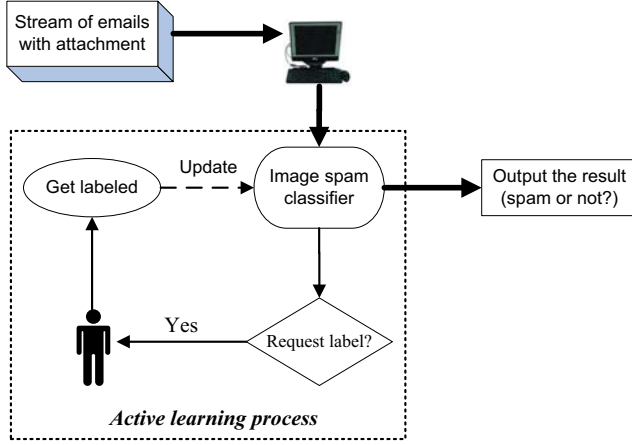 Stream of emails
with attachment
Update
Get labeled
Image spam
classifier
Output the result
(spam or not?)
Yes
Request label?
Active learning process